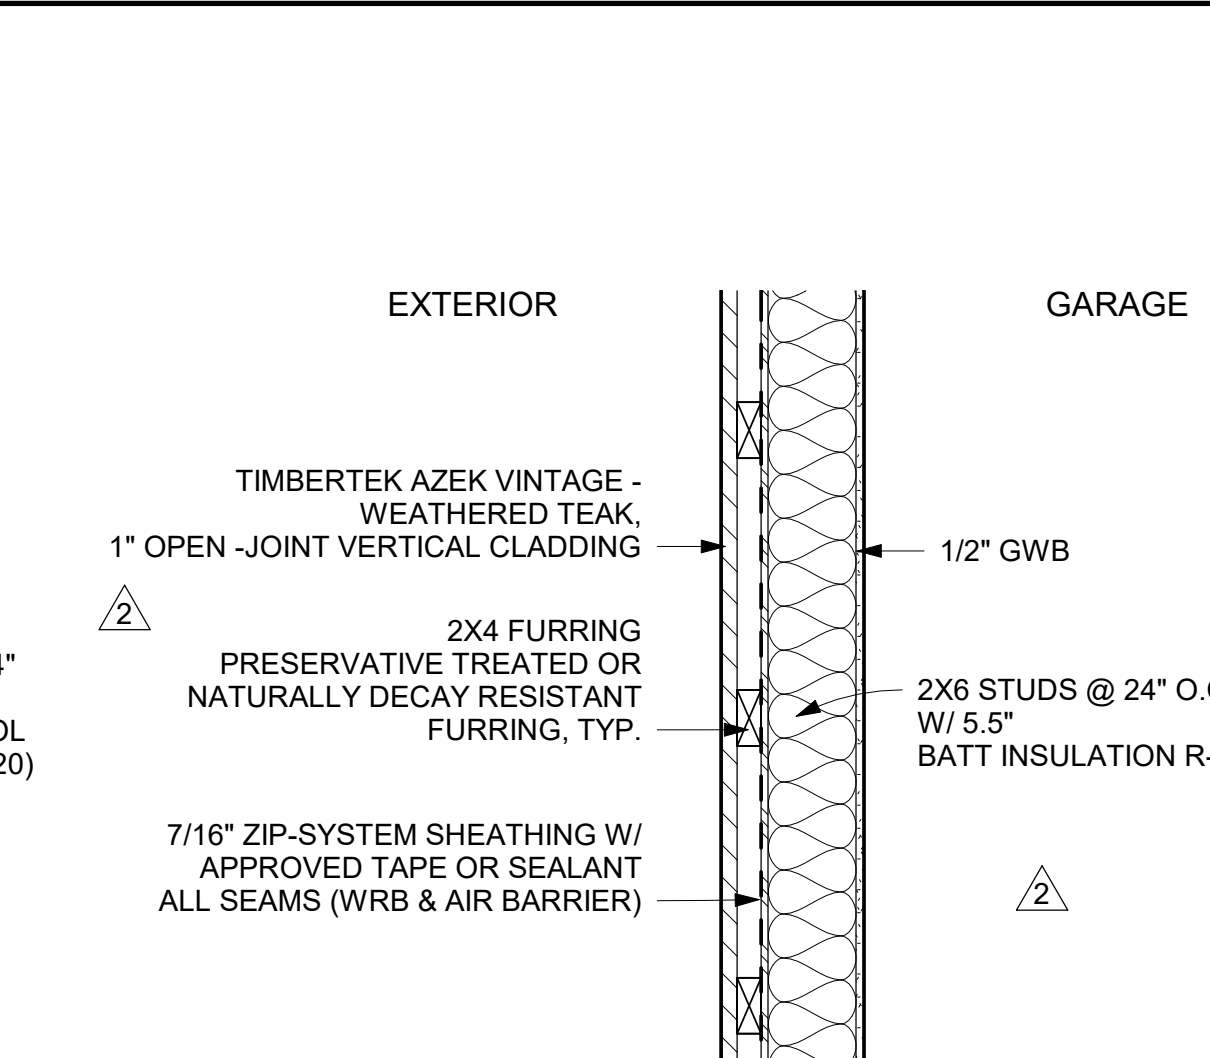 EXTERIOR
GARAGE
TIMBERTEK AZEK VINTAGE -
WEATHERED TEAK,
1" OPEN -JOINT VERTICAL CLADDING
1/2" GWB
2
2X4 FURRING
PRESERVATIVE TREATED OR
NATURALLY DECAY RESISTANT
FURRING, TYP.
20)
2X6 STUDS @ 24" O.
W/ 5.5"
BATT INSULATION R-
7/16" ZIP-SYSTEM SHEATHING W/
APPROVED TAPE OR SEALANT
ALL SEAMS (WRB & AIR BARRIER)
2